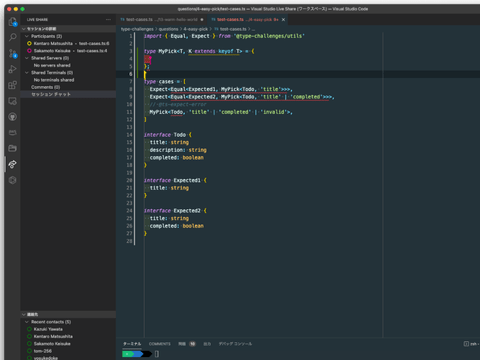 questions/4-easy-pick/test-cases.ts — Visual Studio Live Share (ワークスペース) — Visual Studio Code
LIVE SHARE
セッションの詳細
Participants (2)
Kentaro Matsushita • test-cases.ts:6
Sakamoto Keisuke • test-cases.ts:4
Shared Servers (0)
No servers shared
Shared Terminals (0)
No terminals shared
Comments (0)
セッション チャット
連絡先
Recent contacts (5)
Kazuki Yawata
Kentaro Matsushita
Sakamoto Keisuke
tom-256
test-cases.ts
test-cases.ts
9+
type-challenges > questions > 4-easy-pick > test-cases.ts > ...
1 import { Equal, Expect } from '@type-challenges/utils'
2
3 type MyPick<T, K extends keyof T> = {
4
5 };
6
7 type cases = [
8 Expect<Equal<Expected1, MyPick<Todo, 'title'>>>,
9 Expect<Equal<Expected2, MyPick<Todo, 'title' | 'completed'>>>,
10 // @ts-expect-error
11 MyPick<Todo, 'title' | 'completed' | 'invalid'>,
12 ]
13
14 interface Todo {
15 title: string
16 description: string
17 completed: boolean
18 }
19
20 interface Expected1 {
21 title: string
22 }
23
24 interface Expected2 {
25 title: string
26 completed: boolean
27 }
28
ターミナル COMMENTS 問題 出力 デバッグ コンソール
zsh